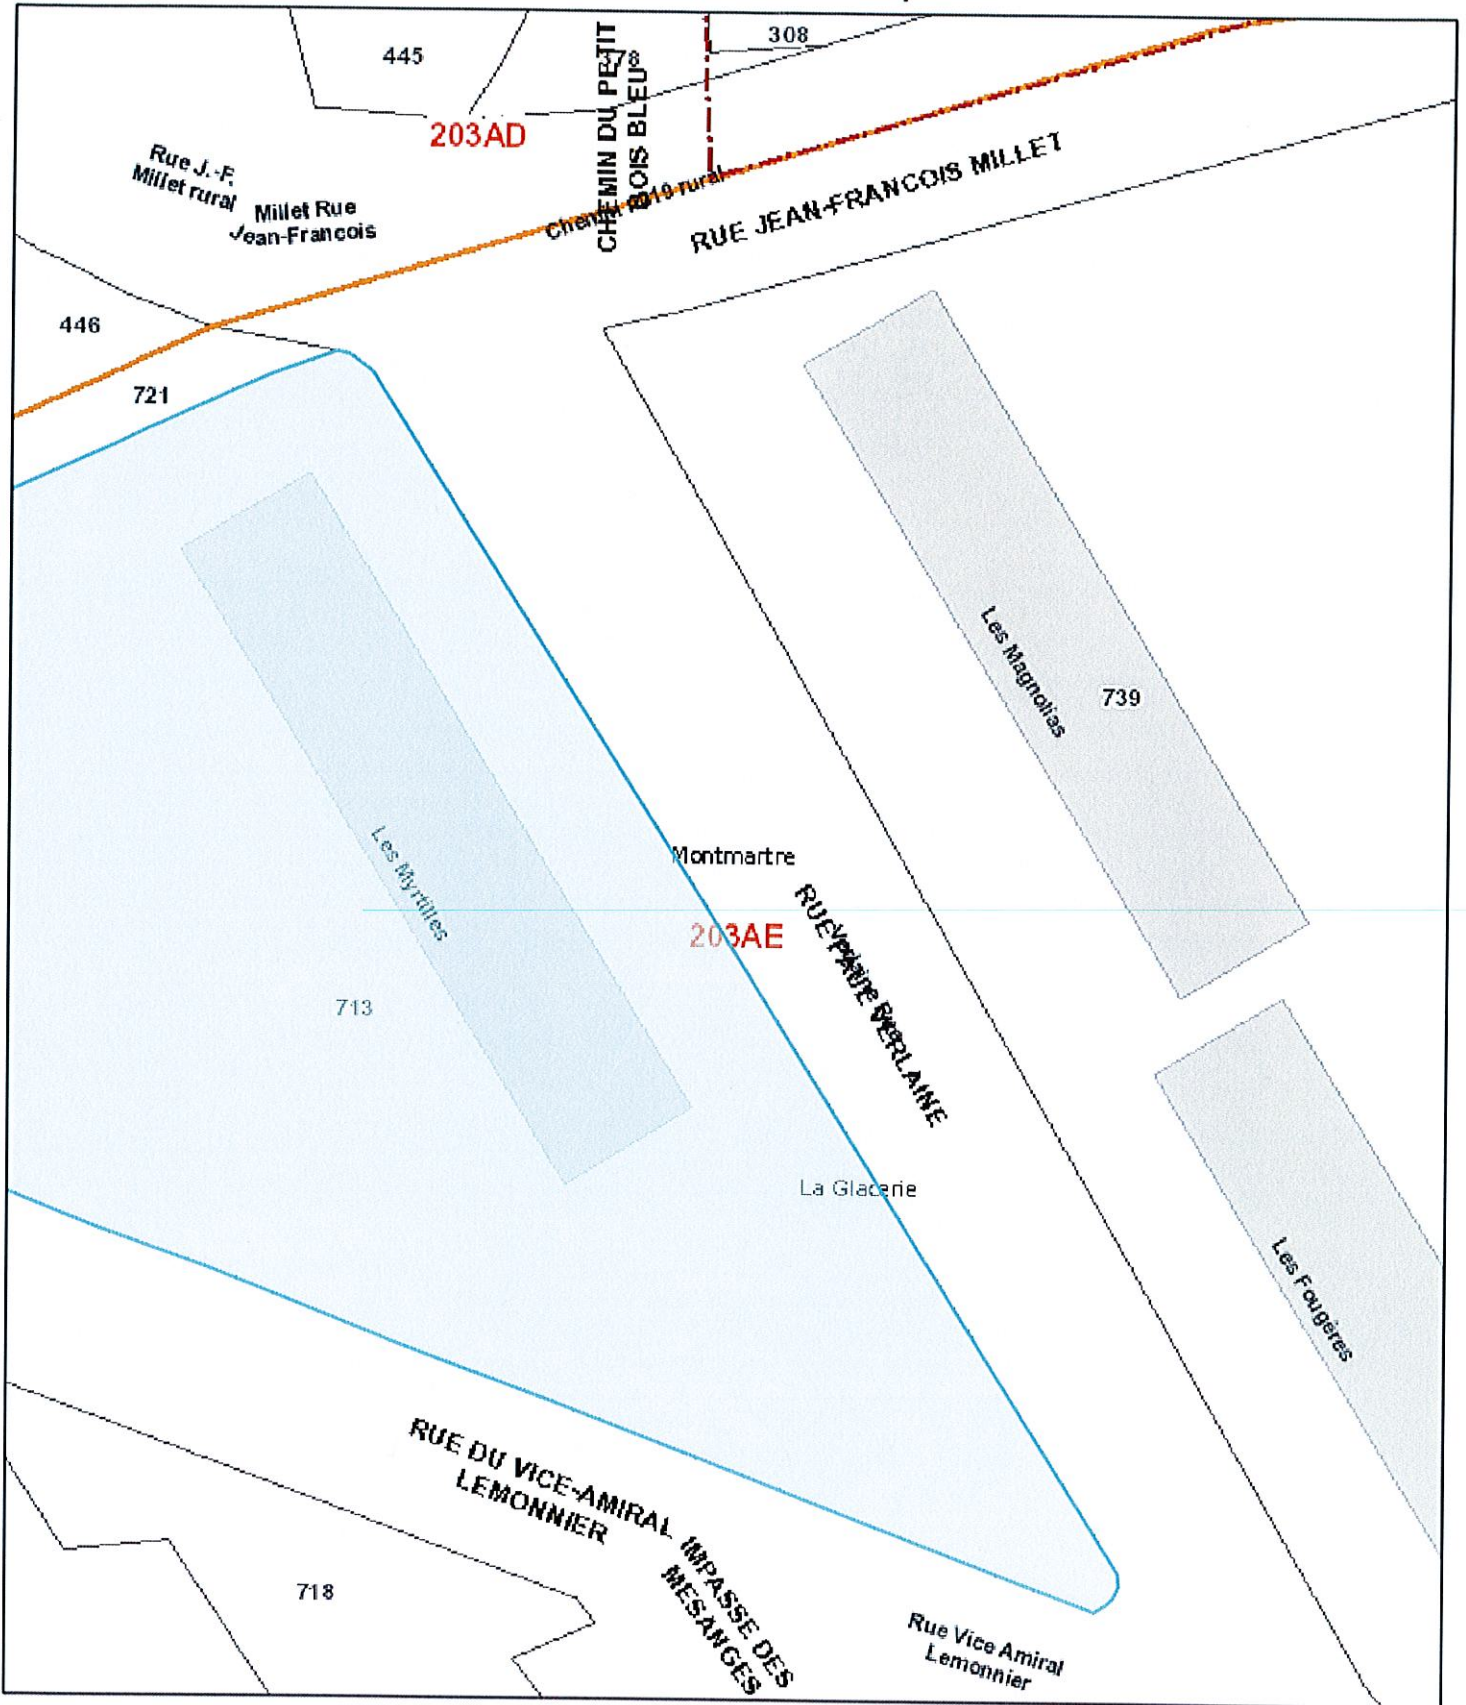 445
308
CHEMIN DU PETIT
BOIS BLEU
203AD
Rue J.-F.
Millet rural
Millet Rue
Jean-Francois
rural
RUE JEAN-FRANCOIS MILLET
446
721
Les Magnolias
739
Les Myrtilles
Montmartre
203AE
RUE PAUL VERLAINE
713
La Glacerie
Les Fougères
RUE DU VICE-AMIRAL
LEMONNIER
IMPASSE DES
MESANGES
718
Rue Vice Amiral
Lemonnier